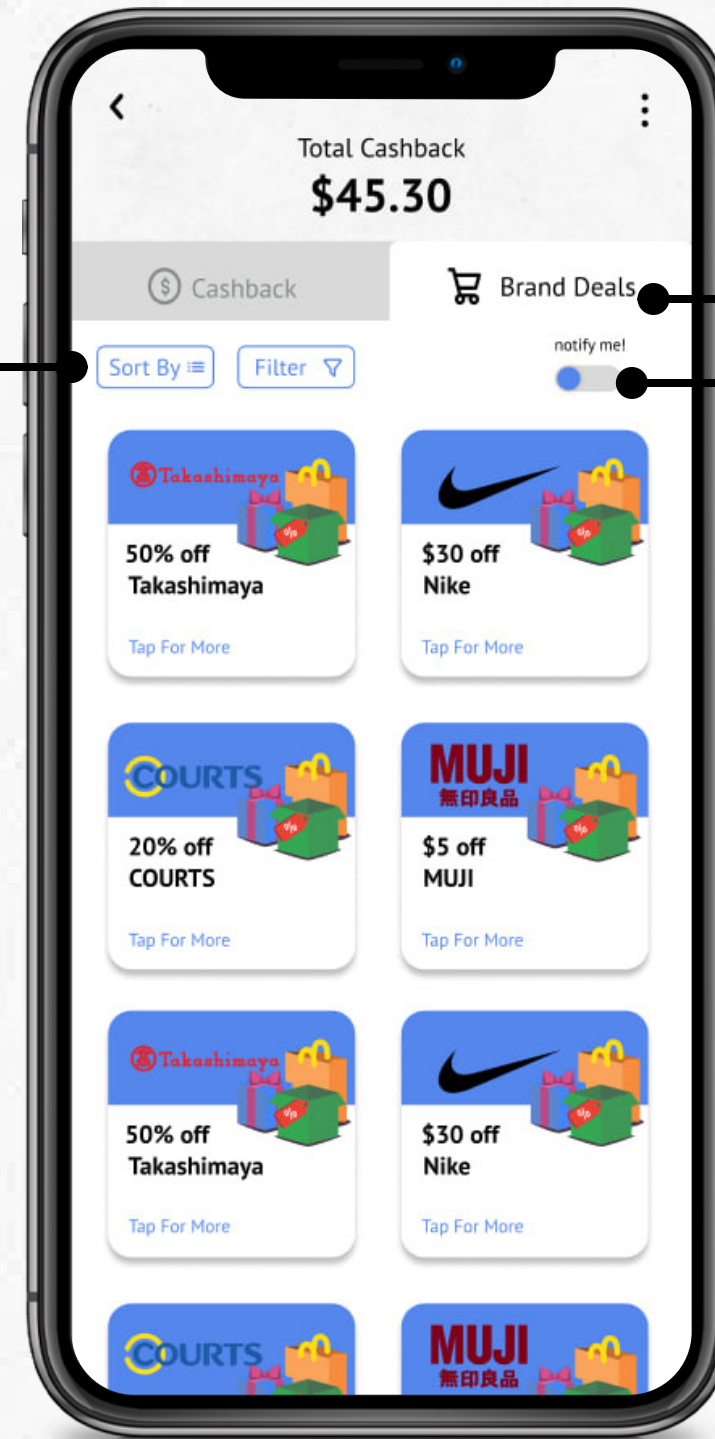 Total Cashback
$45.30
$ Cashback
Brand Deals
notify me!
Sort By
Filter
Takashimaya
50% off
Takashimaya
Tap For More
$30 off
Nike
Tap For More
COURTS
20% off
COURTS
Tap For More
MUJI
無印良品
$5 off
MUJI
Tap For More
Takashimaya
50% off
Takashimaya
Tap For More
$30 off
Nike
Tap For More
COURTS
MUJI
無印良品